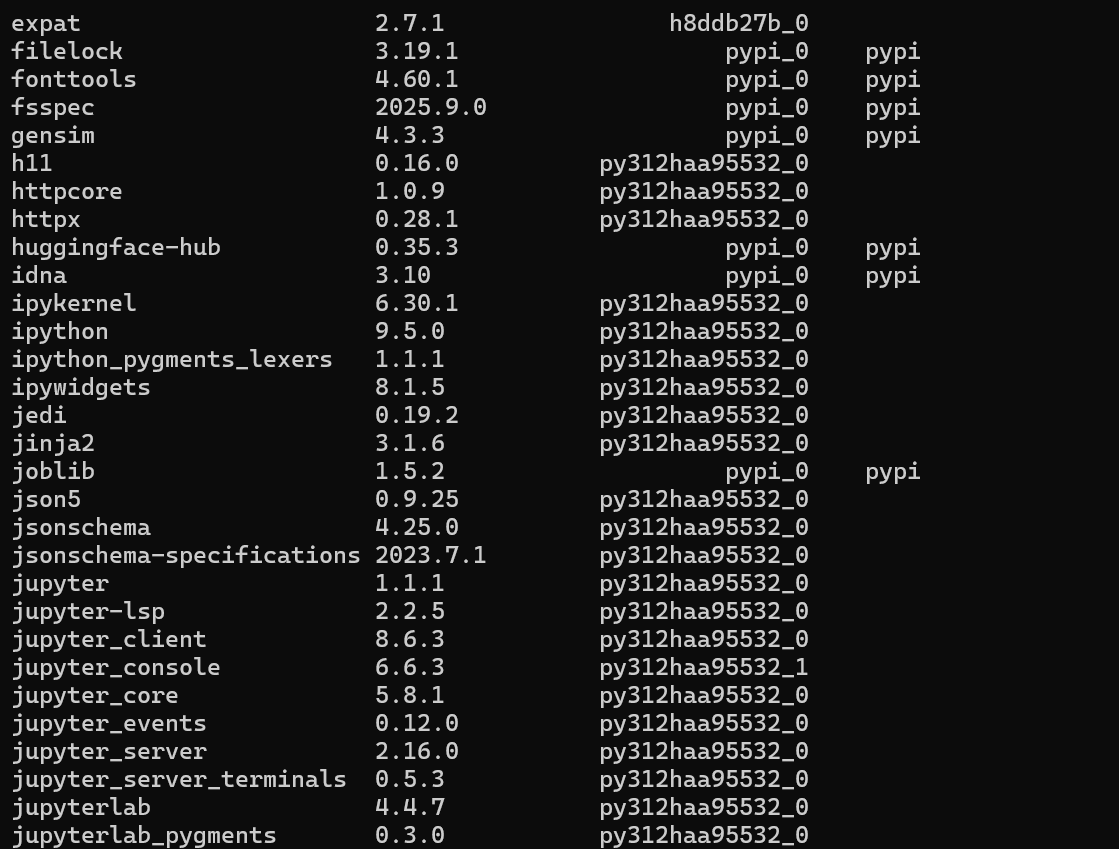 expat                     2.7.1                h8ddb27b_0
filelock                  3.19.1                   pypi_0    pypi
fonttools                 4.60.1                   pypi_0    pypi
fsspec                    2025.9.0                 pypi_0    pypi
gensim                    4.3.3                    pypi_0    pypi
h11                       0.16.0          py312haa95532_0
httpcore                  1.0.9           py312haa95532_0
httpx                     0.28.1          py312haa95532_0
huggingface-hub           0.35.3                   pypi_0    pypi
idna                      3.10                     pypi_0    pypi
ipykernel                 6.30.1          py312haa95532_0
ipython                   9.5.0           py312haa95532_0
ipython_pygments_lexers   1.1.1           py312haa95532_0
ipywidgets                8.1.5           py312haa95532_0
jedi                      0.19.2          py312haa95532_0
jinja2                    3.1.6           py312haa95532_0
joblib                    1.5.2                    pypi_0    pypi
json5                     0.9.25          py312haa95532_0
jsonschema                4.25.0          py312haa95532_0
jsonschema-specifications 2023.7.1        py312haa95532_0
jupyter                   1.1.1           py312haa95532_0
jupyter-lsp               2.2.5           py312haa95532_0
jupyter_client            8.6.3           py312haa95532_0
jupyter_console           6.6.3           py312haa95532_1
jupyter_core              5.8.1           py312haa95532_0
jupyter_events            0.12.0          py312haa95532_0
jupyter_server            2.16.0          py312haa95532_0
jupyter_server_terminals  0.5.3           py312haa95532_0
jupyterlab                4.4.7           py312haa95532_0
jupyterlab_pygments       0.3.0           py312haa95532_0